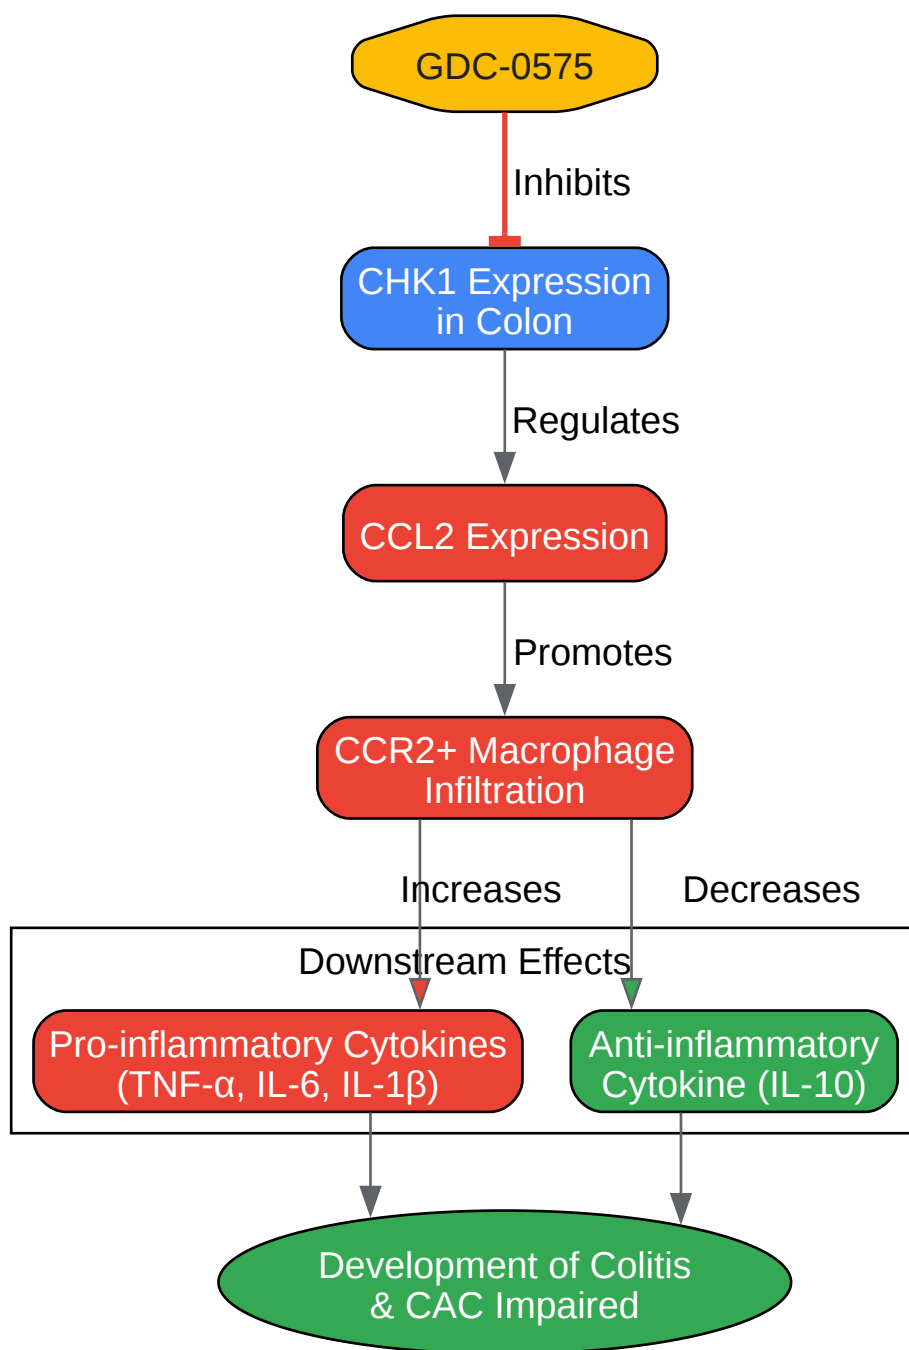 GDC-0575
Inhibits
CHK1 Expression
in Colon
Regulates
CCL2 Expression
Promotes
CCR2+ Macrophage
Infiltration
Increases
Decreases
Downstream Effects
Pro-inflammatory Cytokines
(TNF-α, IL-6, IL-1β)
Anti-inflammatory
Cytokine (IL-10)
Development of Colitis
& CAC Impaired